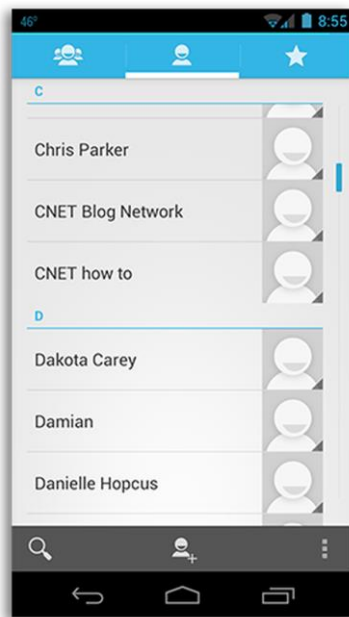 46°
8:55
C
Chris Parker
CNET Blog Network
CNET how to
D
Dakota Carey
Damian
Danielle Hopcus